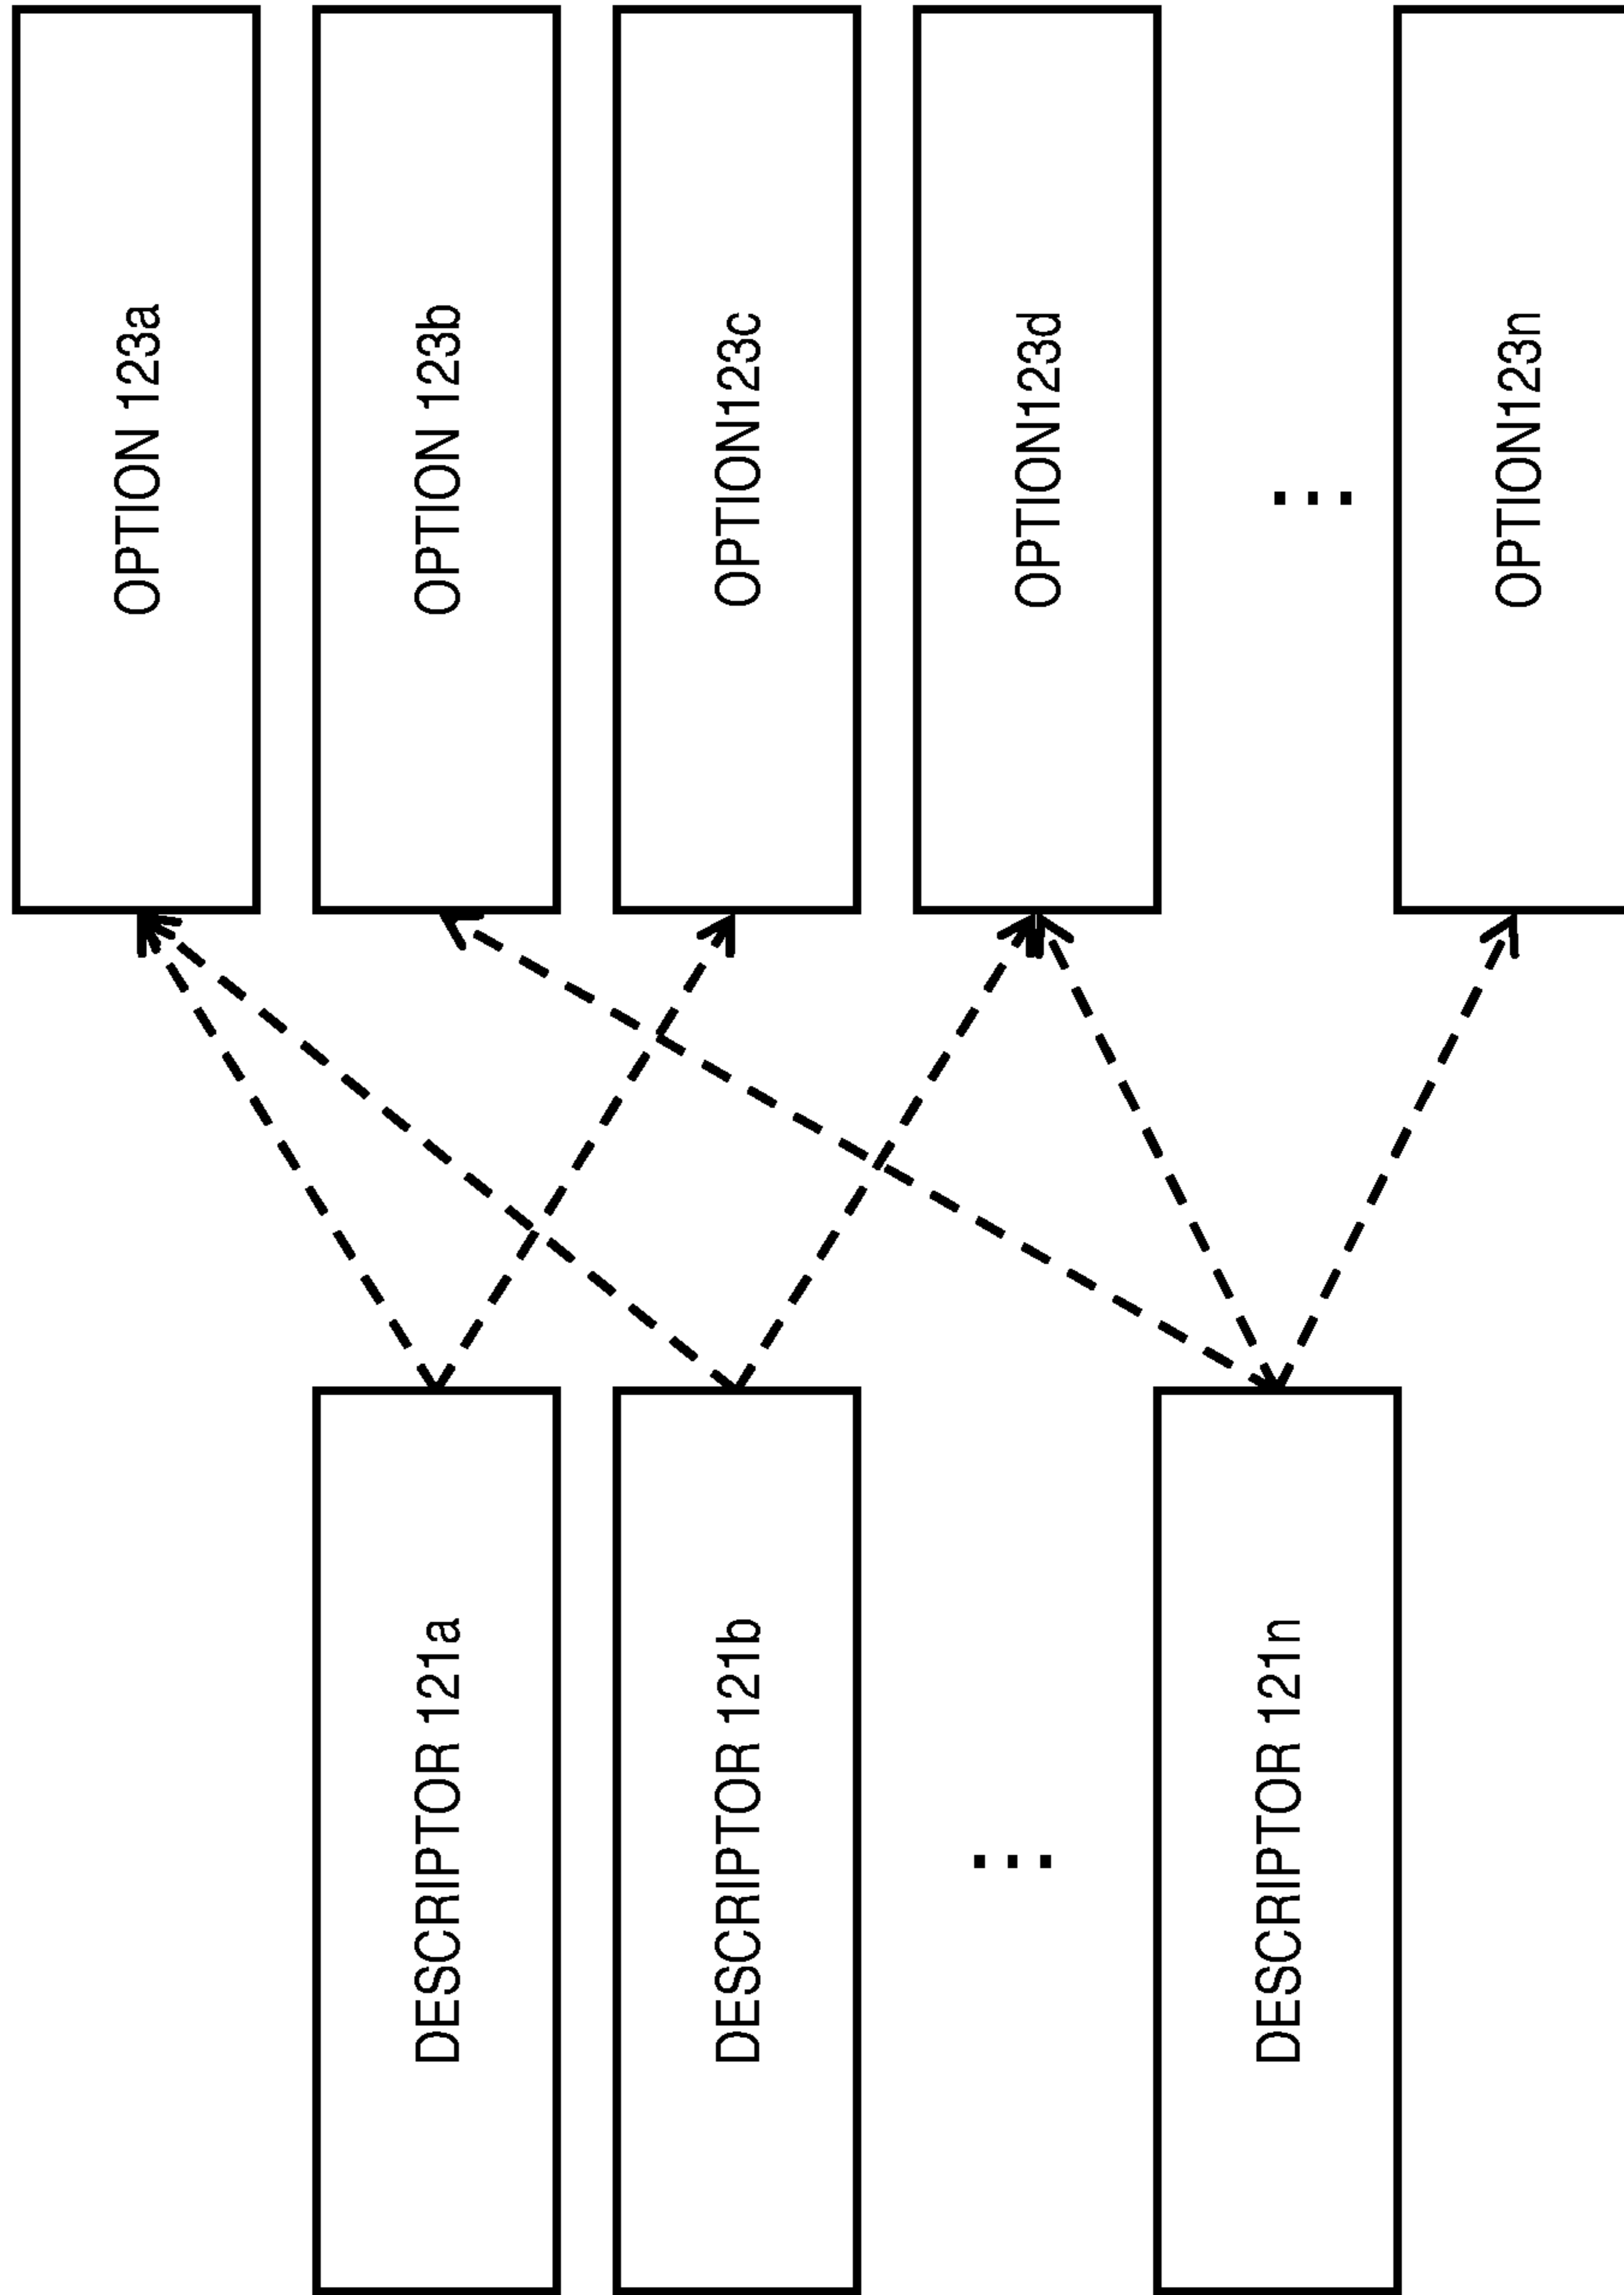 OPTION 123a
OPTION 123b
OPTION123c
OPTION123d
...
OPTION123n
DESCRIPTOR 121a
DESCRIPTOR 121b
...
DESCRIPTOR 121n